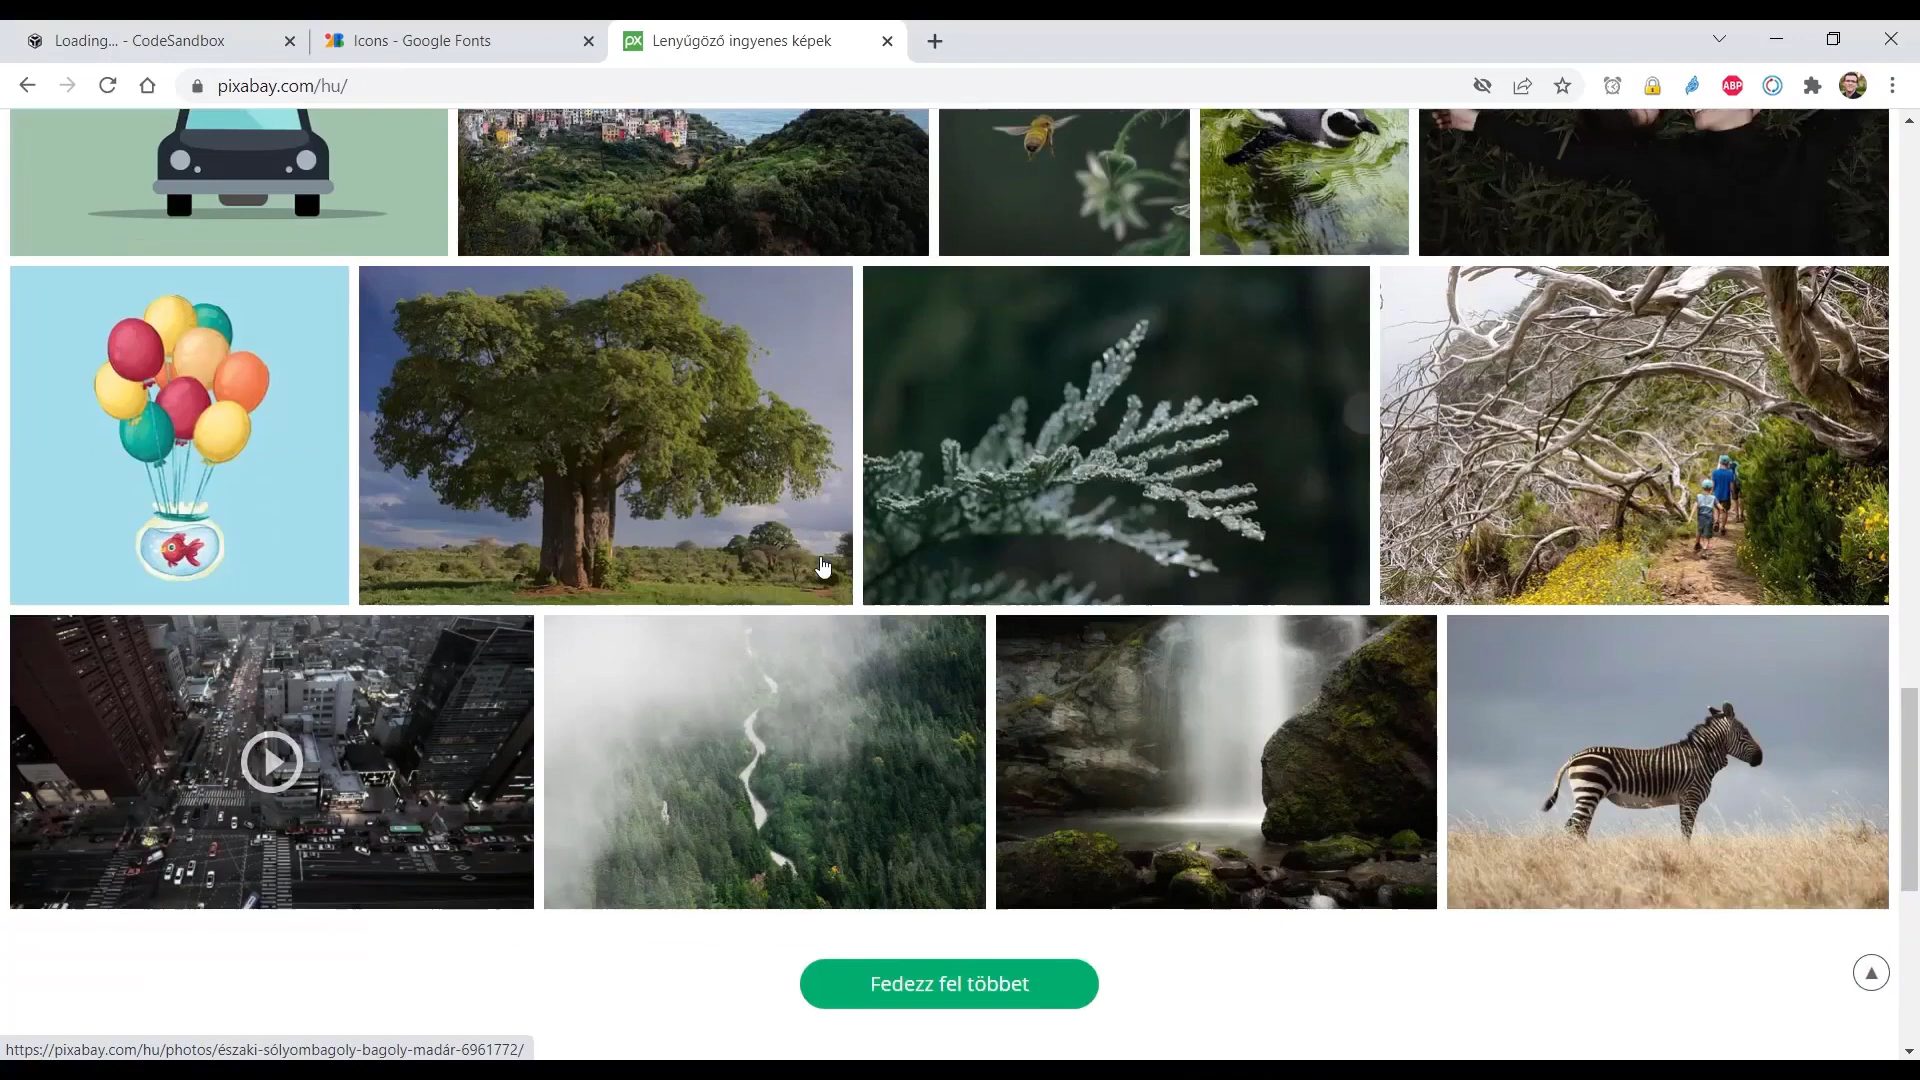 Loading... - CodeSandbox
Icons - Google Fonts
px
Lenyűgöző ingyenes képek
pixabay.com/hu/
ABP
Fedezz fel többet
https://pixabay.com/hu/photos/északi-sólyombagoly-bagoly-madár-6961772/